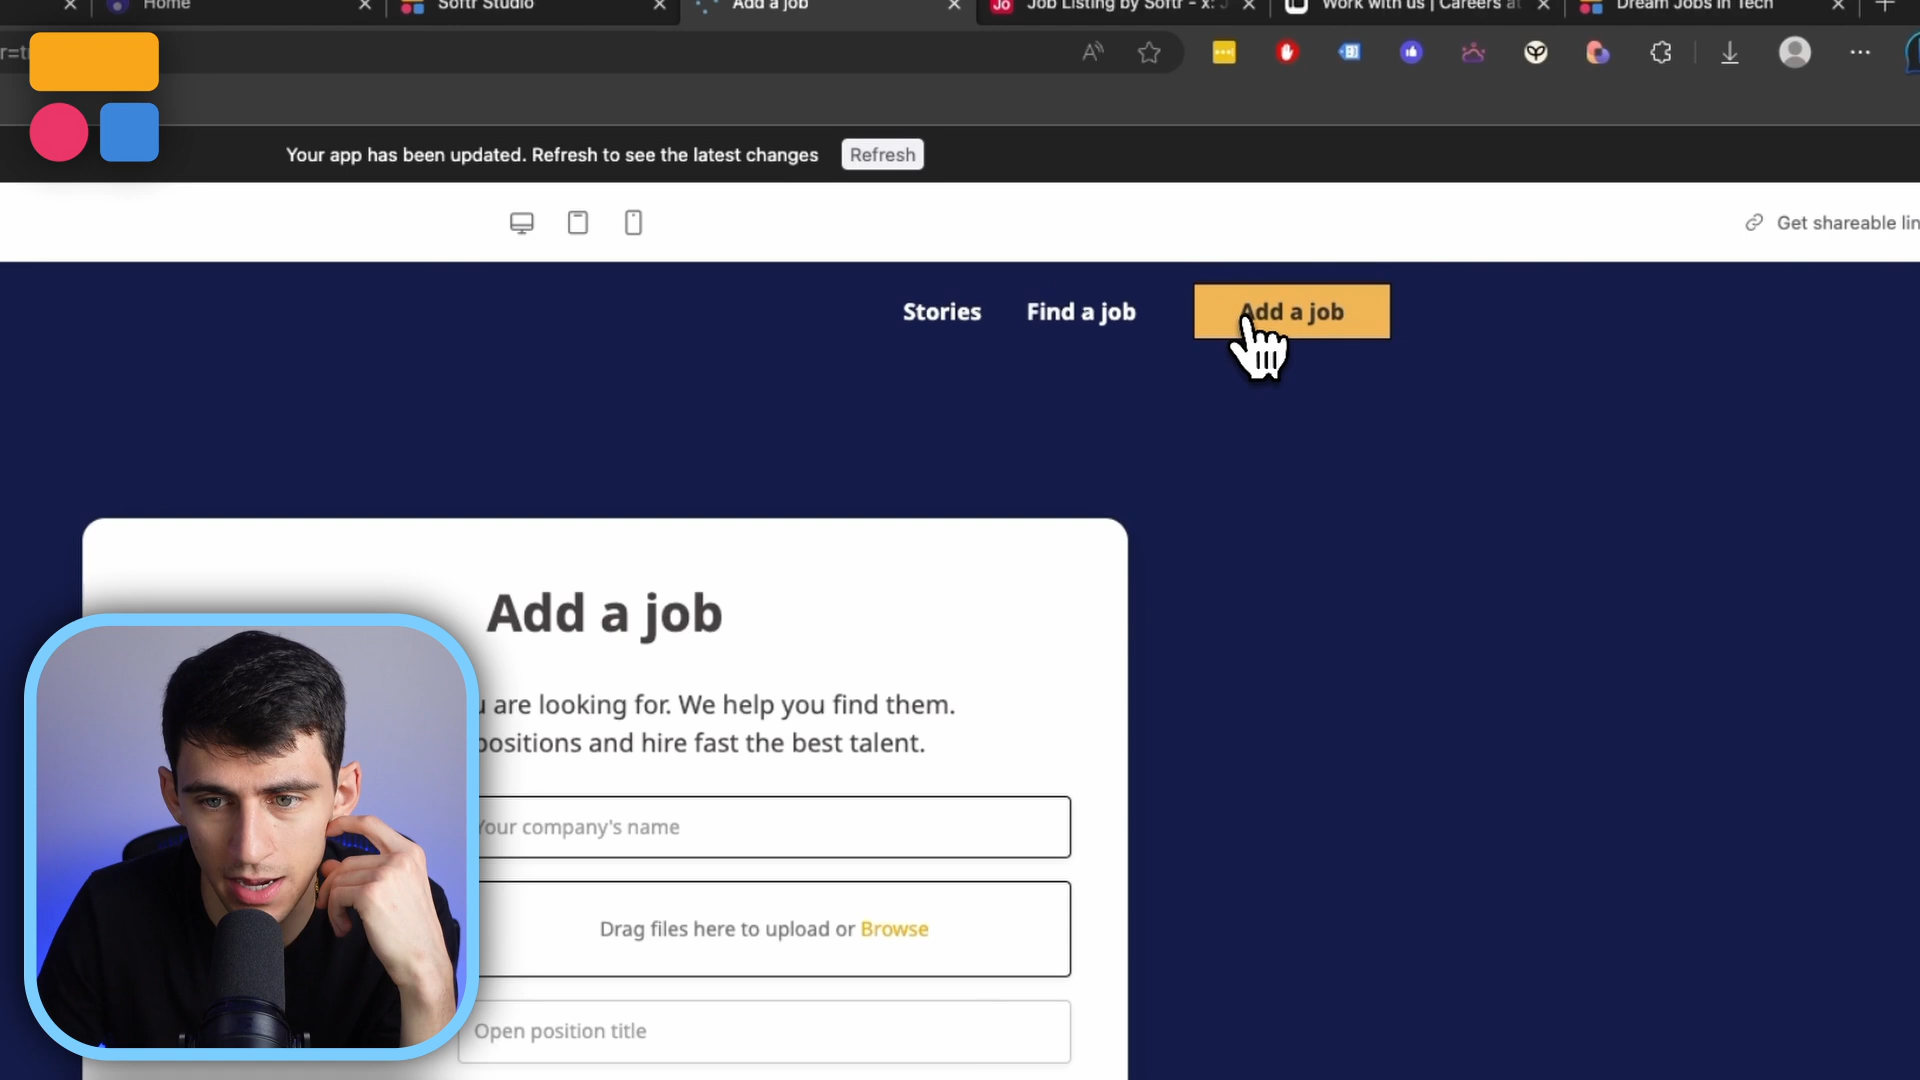 Home
Softr Studio
Add a job
Jo
Job Listing by Softr - x: J
Work with us | Careers at
Dream Jobs in Tech
r=t
Your app has been updated. Refresh to see the latest changes
Refresh
Get shareable lin
Stories
Find a job
Add a job
Add a job
u are looking for. We help you find them.
positions and hire fast the best talent.
Your company's name
Drag files here to upload or Browse
Open position title